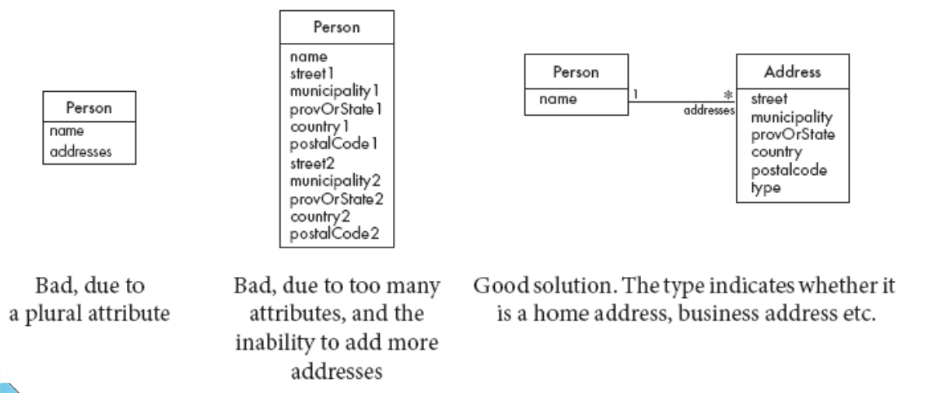 Person
name
addresses
Bad, due to
a plural attribute
Person
name
street1
municipality1
provOrState1
country1
postalCode1
street2
municipality2
provOrState2
country2
postalCode2
Bad, due to too many
attributes, and the
inability to add more
addresses
Person
name
1
*
addresses
Address
street
municipality
provOrState
country
postalcode
type
Good solution. The type indicates whether it
is a home address, business address etc.